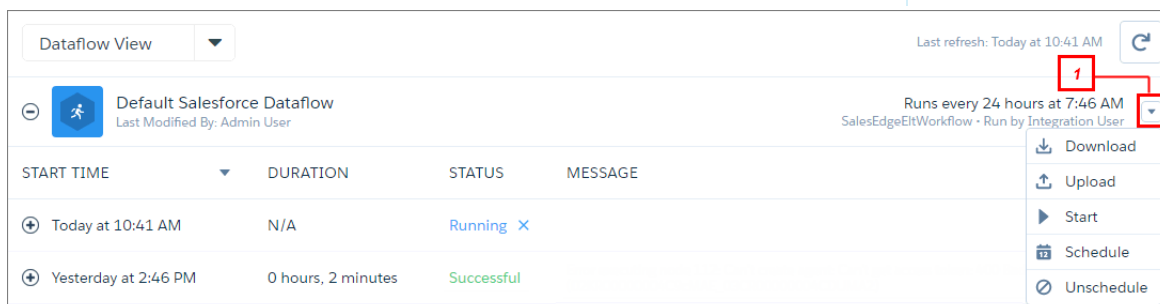 Dataflow View
Last refresh: Today at 10:41 AM
1
Default Salesforce Dataflow
Runs every 24 hours at 7:46 AM
Last Modified By: Admin User
SalesEdgeEltWorkflow • Run by Integration User
Download
START TIME DURATION STATUS MESSAGE
Upload
Today at 10:41 AM N/A Running
Start
12 Schedule
Yesterday at 2:46 PM 0 hours, 2 minutes Successful
Unschedule